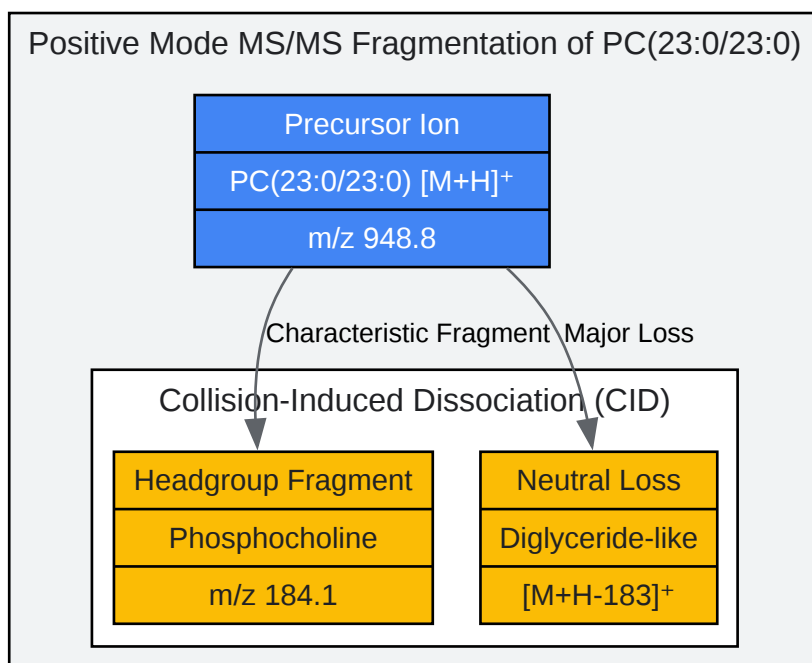 Positive Mode MS/MS Fragmentation of PC(23:0/23:0)
Precursor Ion
PC(23:0/23:0) [M+H]⁺
m/z 948.8
Characteristic Fragment
Major Loss
Collision-Induced Dissociation (CID)
Headgroup Fragment
Phosphocholine
m/z 184.1
Neutral Loss
Diglyceride-like
[M+H-183]⁺